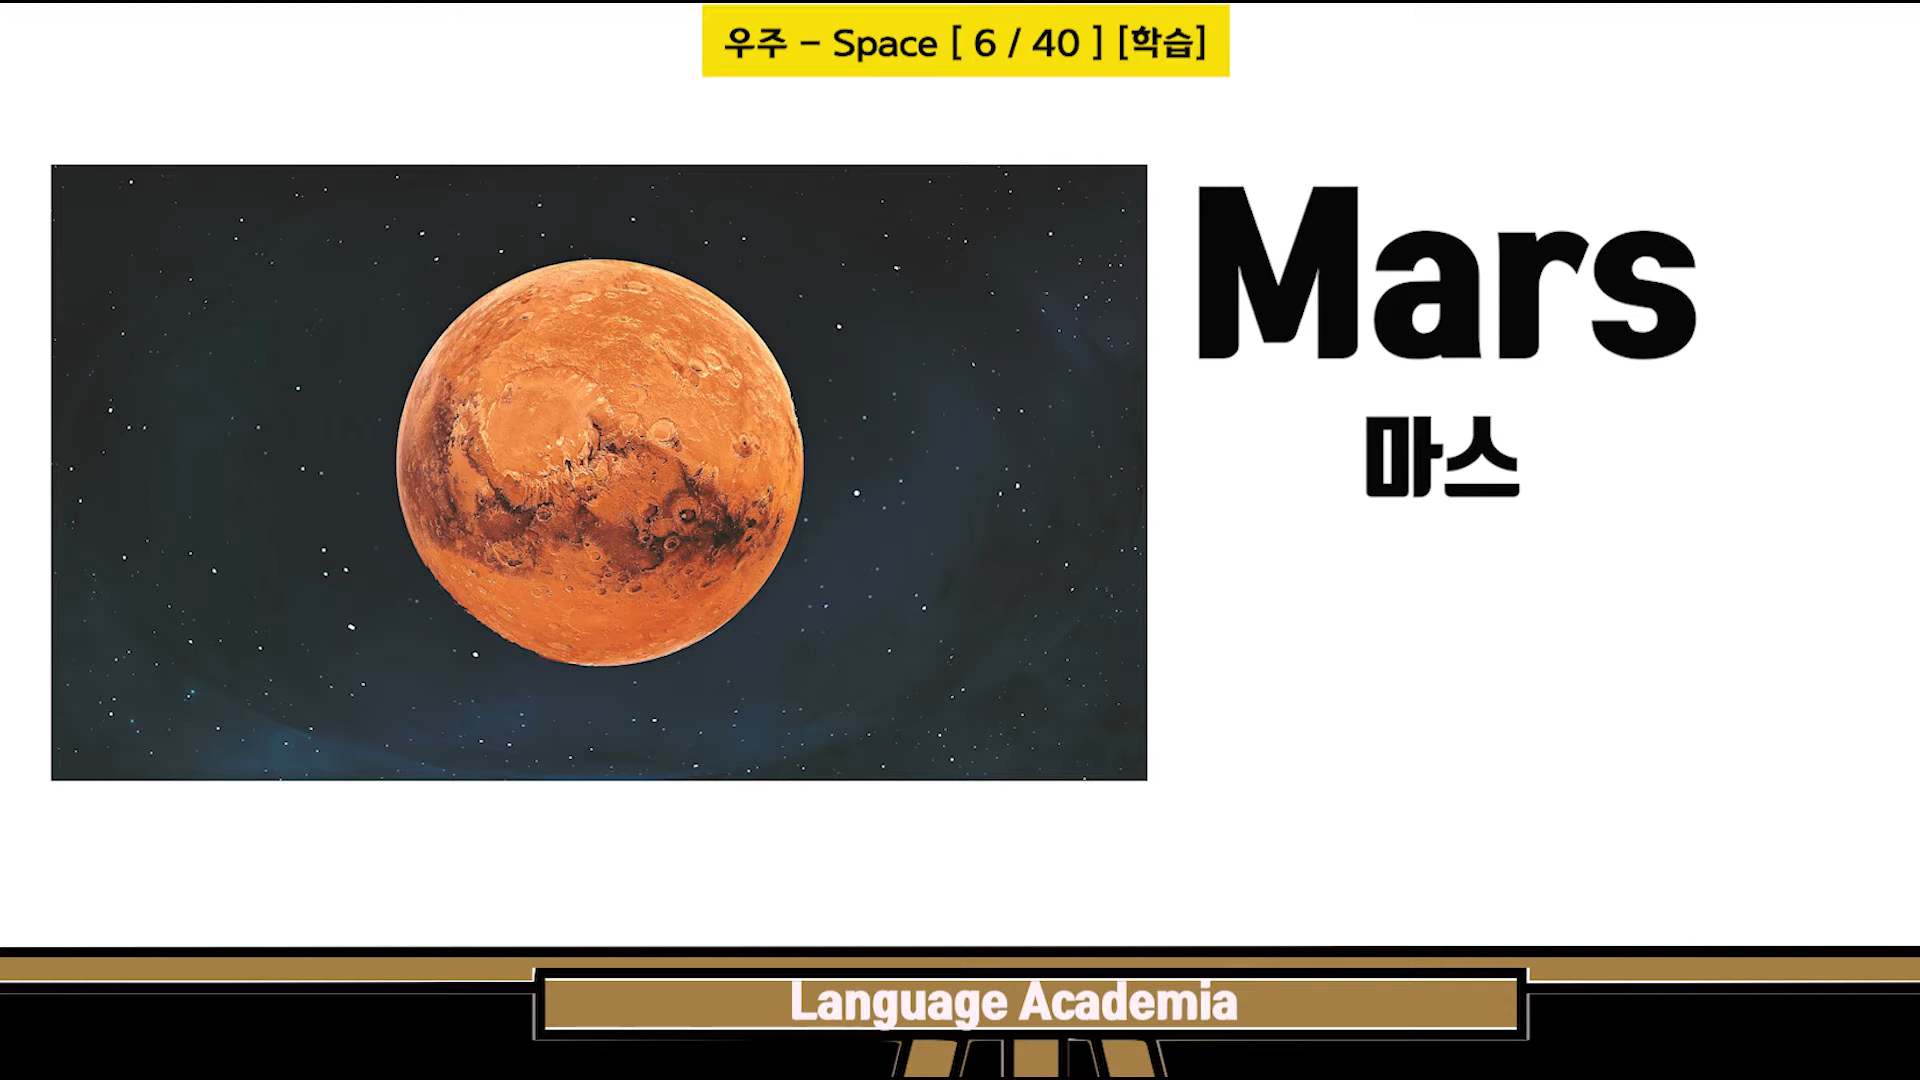 우주 – Space [ 6 / 40 ] [학습]
Mars
마스
Language Academia